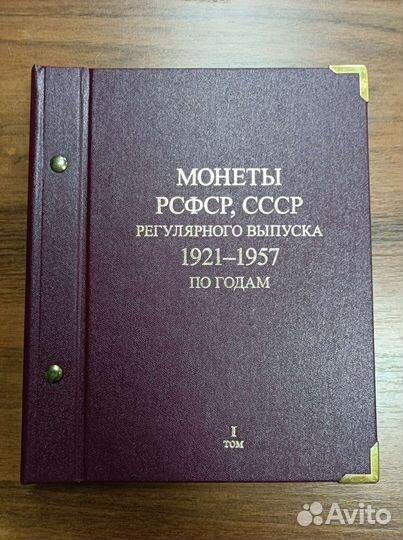 МОНЕТЫ
РСФСР, СССР
РЕГУЛЯРНОГО ВЫПУСКА
1921–1957
ПО ГОДАМ
I
ТОМ
Avito